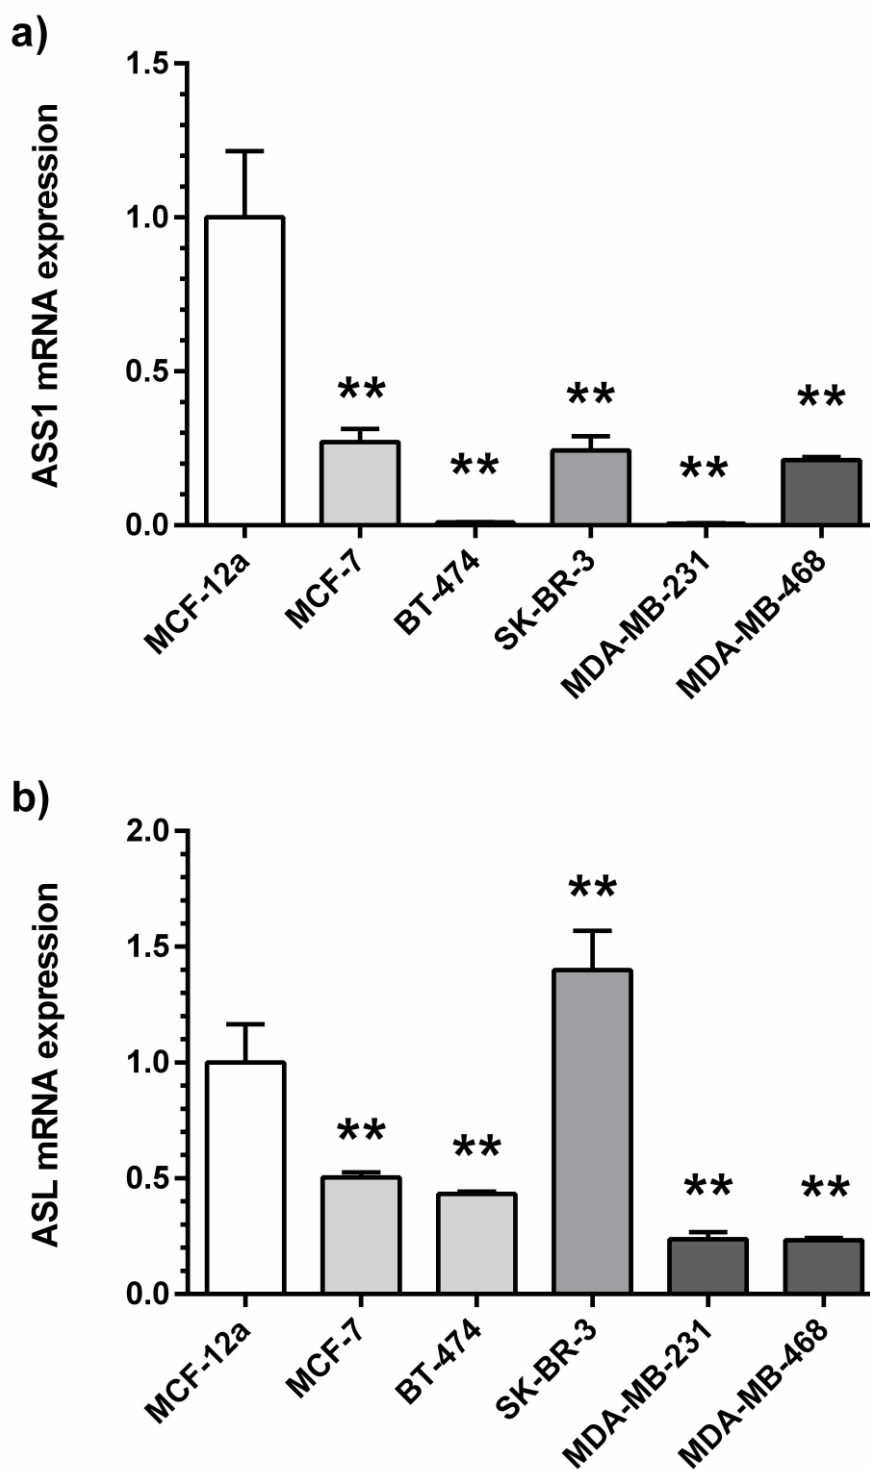 a)
ASS1 mRNA expression
1.5
1.0
0.5
0.0
**
**
**
**
**
MCF-12a
MCF-7
BT-474
SK-BR-3
MDA-MB-231
MDA-MB-468
b)
ASL mRNA expression
2.0
1.5
1.0
0.5
0.0
**
**
**
**
**
MCF-12a
MCF-7
BT-474
SK-BR-3
MDA-MB-231
MDA-MB-468